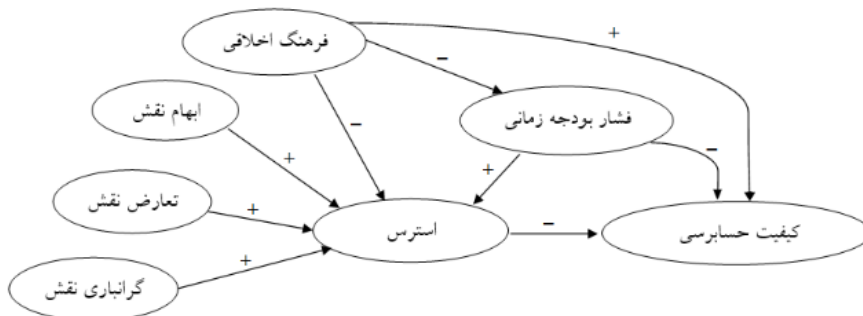 فرهنگ اخلاقی
+
−
ابهام نقش
فشار بودجه زمانی
−
+
+
−
تعارض نقش
+
استرس
−
کیفیت حسابرسی
+
گرانباری نقش